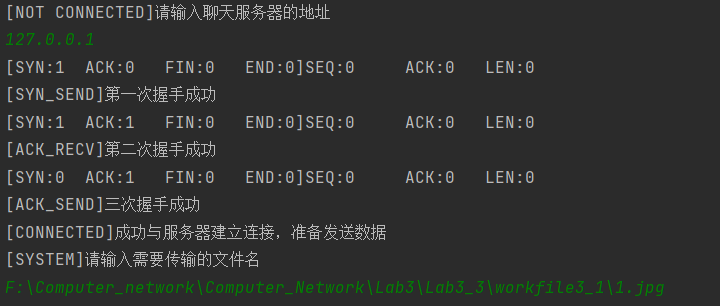 [NOT CONNECTED]请输入聊天服务器的地址
127.0.0.1
[SYN:1  ACK:0   FIN:0   END:0]SEQ:0     ACK:0   LEN:0
[SYN_SEND]第一次握手成功
[SYN:1  ACK:1   FIN:0   END:0]SEQ:0     ACK:0   LEN:0
[ACK_RECV]第二次握手成功
[SYN:0  ACK:1   FIN:0   END:0]SEQ:0     ACK:0   LEN:0
[ACK_SEND]三次握手成功
[CONNECTED]成功与服务器建立连接，准备发送数据
[SYSTEM]请输入需要传输的文件名
F:\Computer_network\Computer_Network\Lab3\Lab3_3\workfile3_1\1.jpg